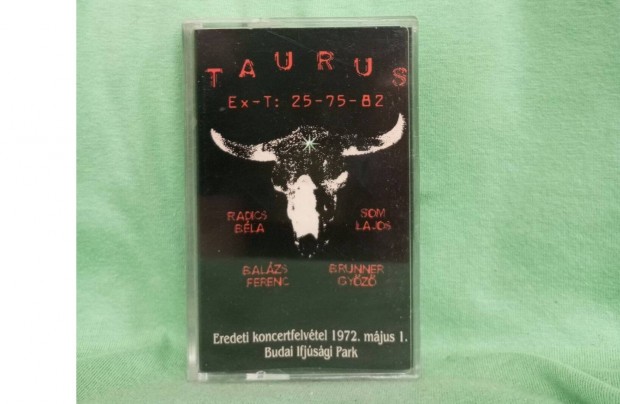 TAURUS
Ex-T: 25-75-82
RADICS SOM
BÉLA LAJOS
BALÁZS BRUNNER
FERENC GYŐZŐ
Eredeti koncertfelvétel 1972. május 1.
Budai Ifjúsági Park